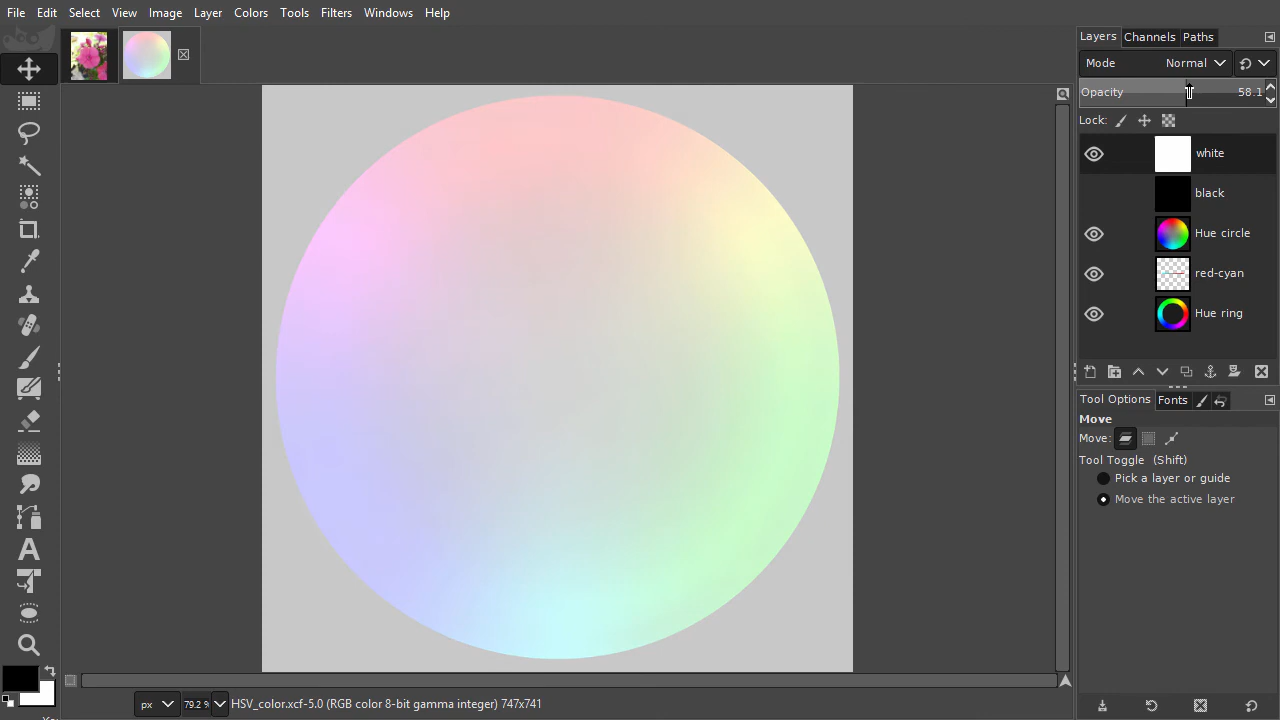 File Edit Select View Image Layer Colors Tools Filters Windows Help
Layers Channels Paths
Mode Normal
Opacity 58.1
Lock:
white
black
Hue circle
red-cyan
Hue ring
Tool Options Fonts
Move
Move:
Tool Toggle (Shift)
Pick a layer or guide
Move the active layer
px 79.2 % HSV_color.xcf-5.0 (RGB color 8-bit gamma integer) 747x741